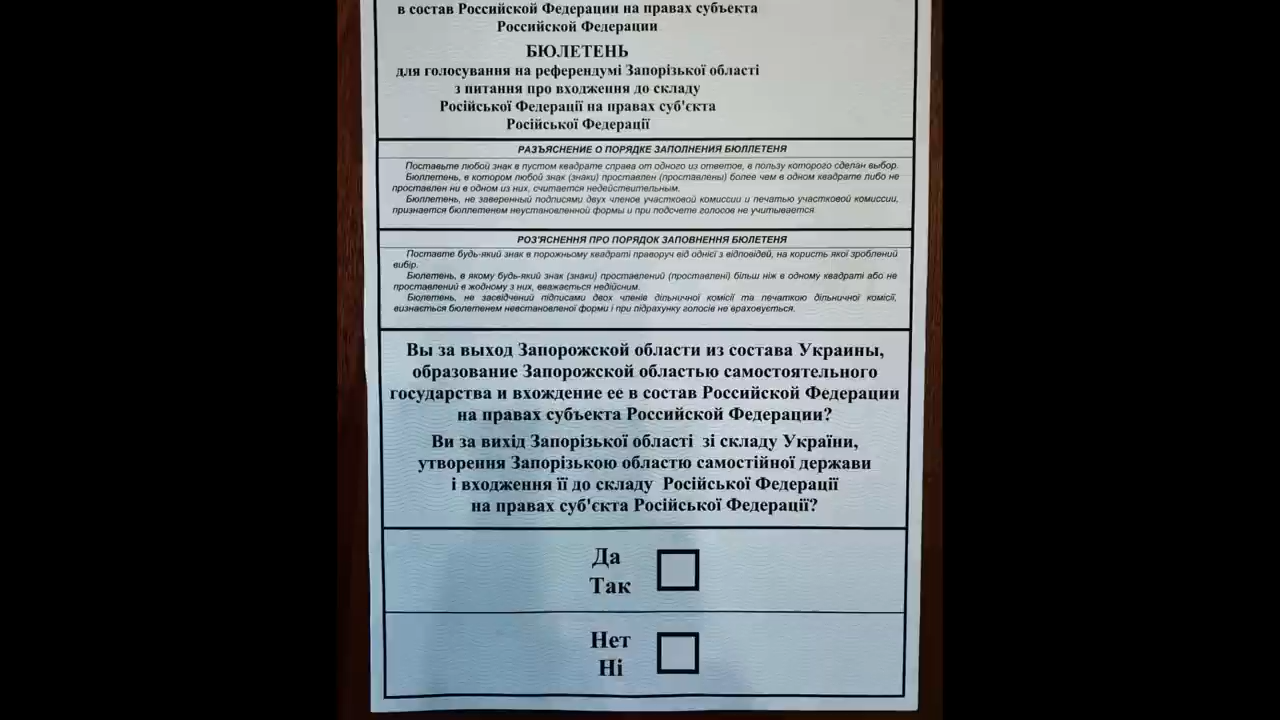 в состав Российской Федерации на правах субъекта
Российской Федерации
БЮЛЕТЕНЬ
для голосування на референдумі Запорізької області
з питання про входження до складу
Російської Федерації на правах суб'єкта
Російської Федерації
РАЗЪЯСНЕНИЕ О ПОРЯДКЕ ЗАПОЛНЕНИЯ БЮЛЛЕТЕНЯ
Поставьте любой знак в пустом квадрате справа от одного из ответов, в пользу которого сделан выбор.
Бюллетень, в котором любой знак (знаки) проставлен (проставлены) более чем в одном квадрате либо не
проставлен ни в одном из них, считается недействительным.
Бюллетень, не заверенный подписями двух членов участковой комиссии и печатью участковой комиссии,
признается бюллетенем неустановленной формы и при подсчете голосов не учитывается
РОЗ'ЯСНЕННЯ ПРО ПОРЯДОК ЗАПОВНЕННЯ БЮЛЕТЕНЯ
Поставте будь-який знак в порожньому квадраті праворуч від однієї з відповідей, на користь якої зроблений
вибір.
Бюлетень, в якому будь-який знак (знаки) проставлений (проставлені) більш ніж в одному квадраті або не
проставлений в жодному з них, вважається недійсним.
Бюлетень, не засвідчений підписами двох членів дільничної комісії та печаткою дільничної комісії,
визнається бюлетенем невстановленої форми і при підрахунку голосів не враховується.
Вы за выход Запорожской области из состава Украины,
образование Запорожской областью самостоятельного
государства и вхождение ее в состав Российской Федерации
на правах субъекта Российской Федерации?
Ви за вихід Запорізької області зі складу України,
утворення Запорізькою областю самостійної держави
і входження її до складу Російської Федерації
на правах суб'єкта Російської Федерації?
Да
Так
Нет
Ні